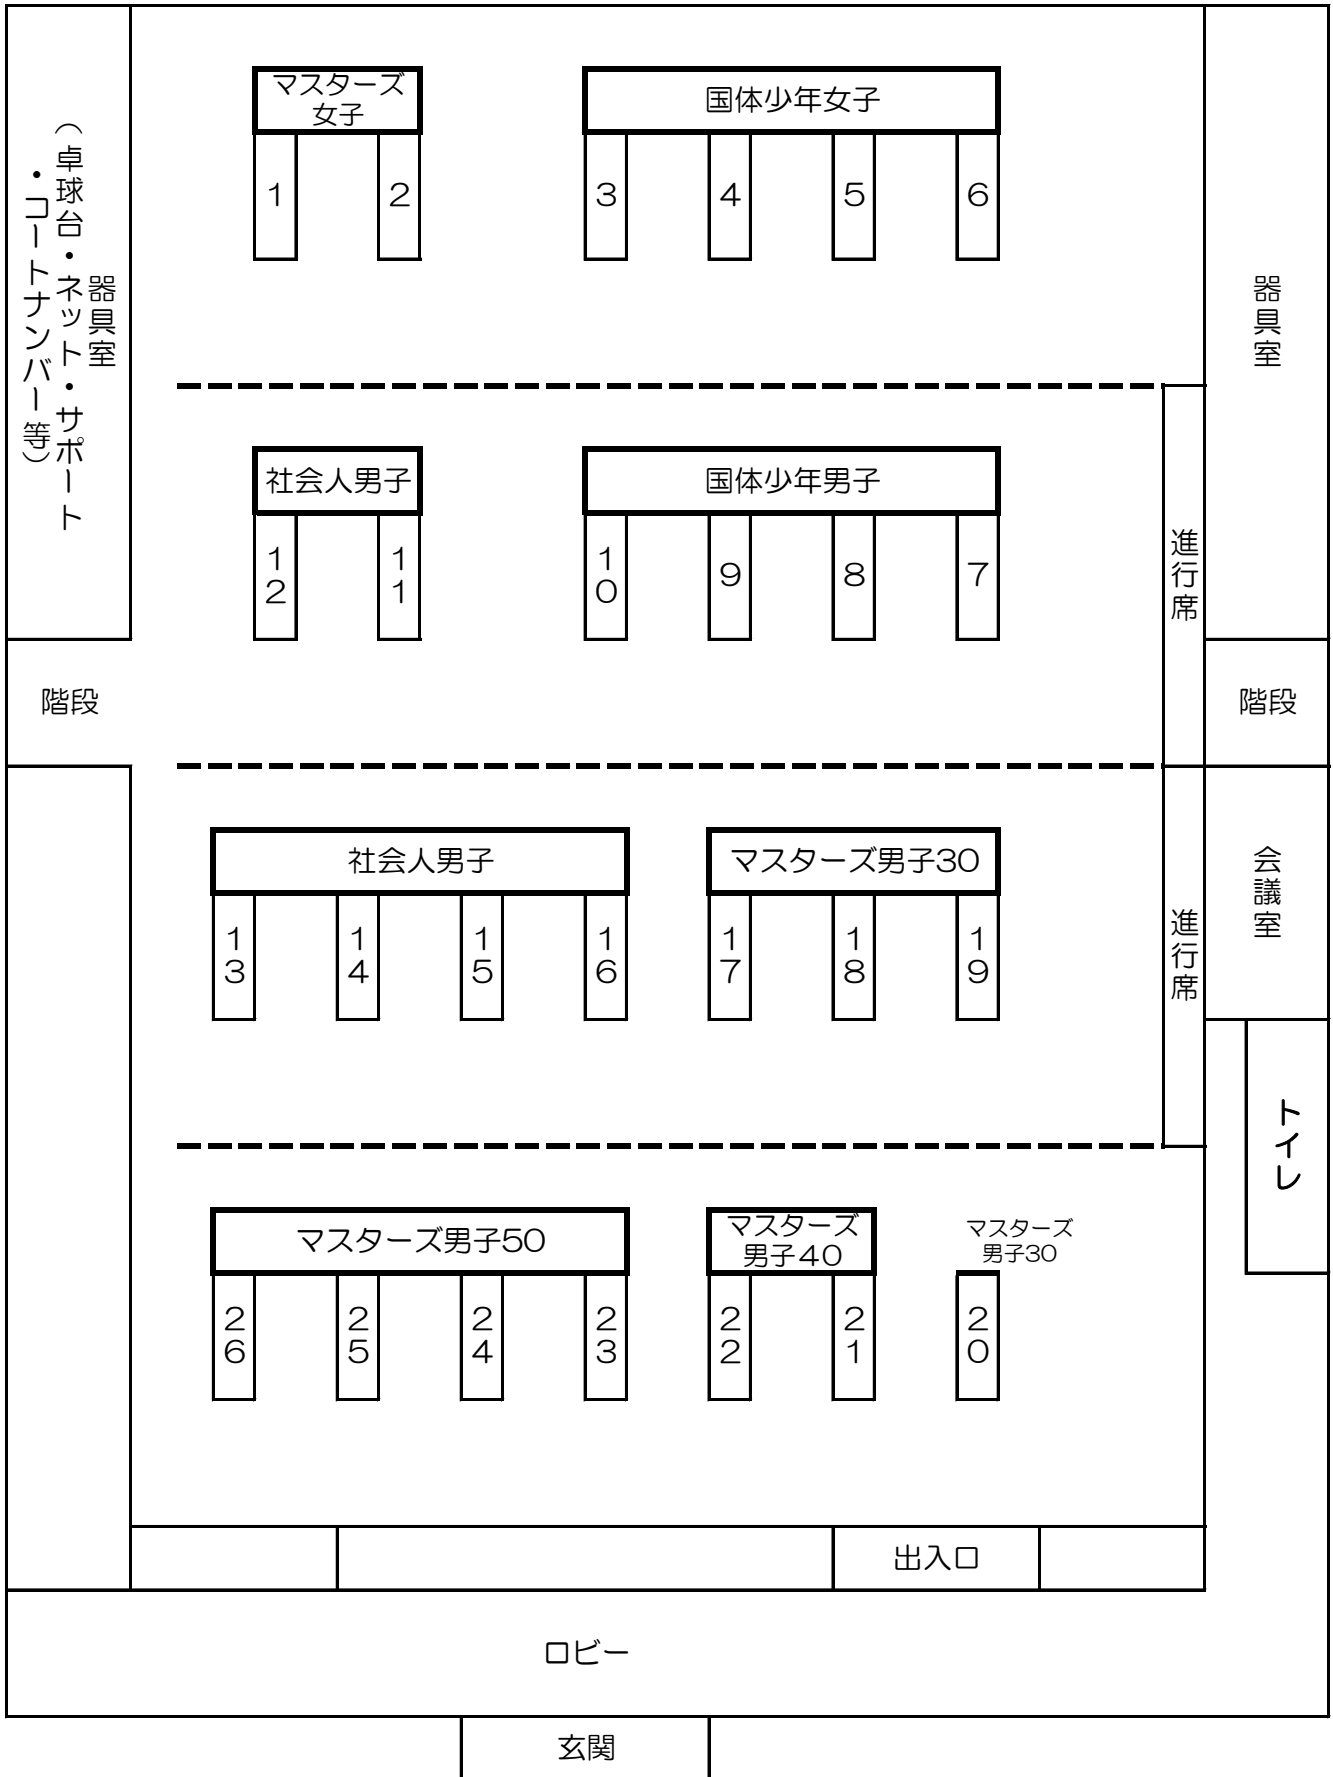 マスターズ
女子
国体少年女子
1
2
3
4
5
6
器具室
(卓球台・ネット・サポート
・コートナンバー等)
器具室
社会人男子
国体少年男子
12
11
10
9
8
7
進行席
階段
階段
社会人男子
マスターズ男子30
13
14
15
16
17
18
19
進行席
会議室
トイレ
マスターズ男子50
マスターズ
男子40
マスターズ
男子30
26
25
24
23
22
21
20
出入口
ロビー
玄関